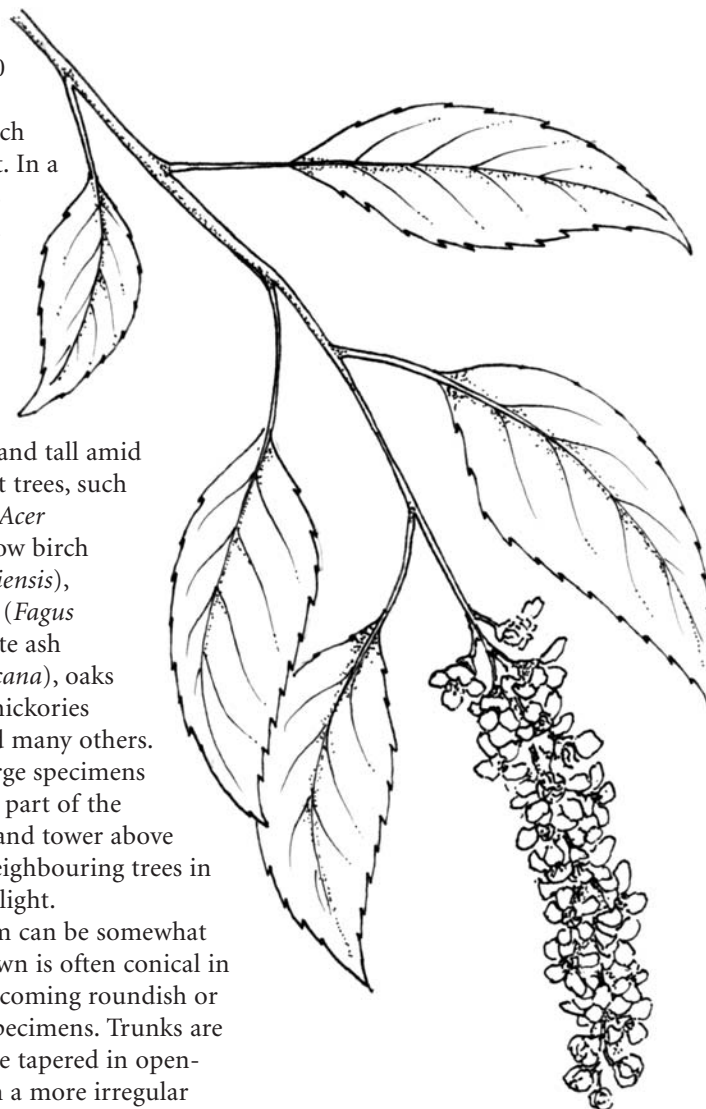 0
ch
t. In a
and tall amid
t trees, such
Acer
ow birch
iensis),
(Fagus
te ash
cana), oaks
hickories
d many others.
rge specimens
part of the
and tower above
eighbouring trees in
light.
m can be somewhat
wn is often conical in
coming roundish or
pecimens. Trunks are
e tapered in open-
n a more irregular